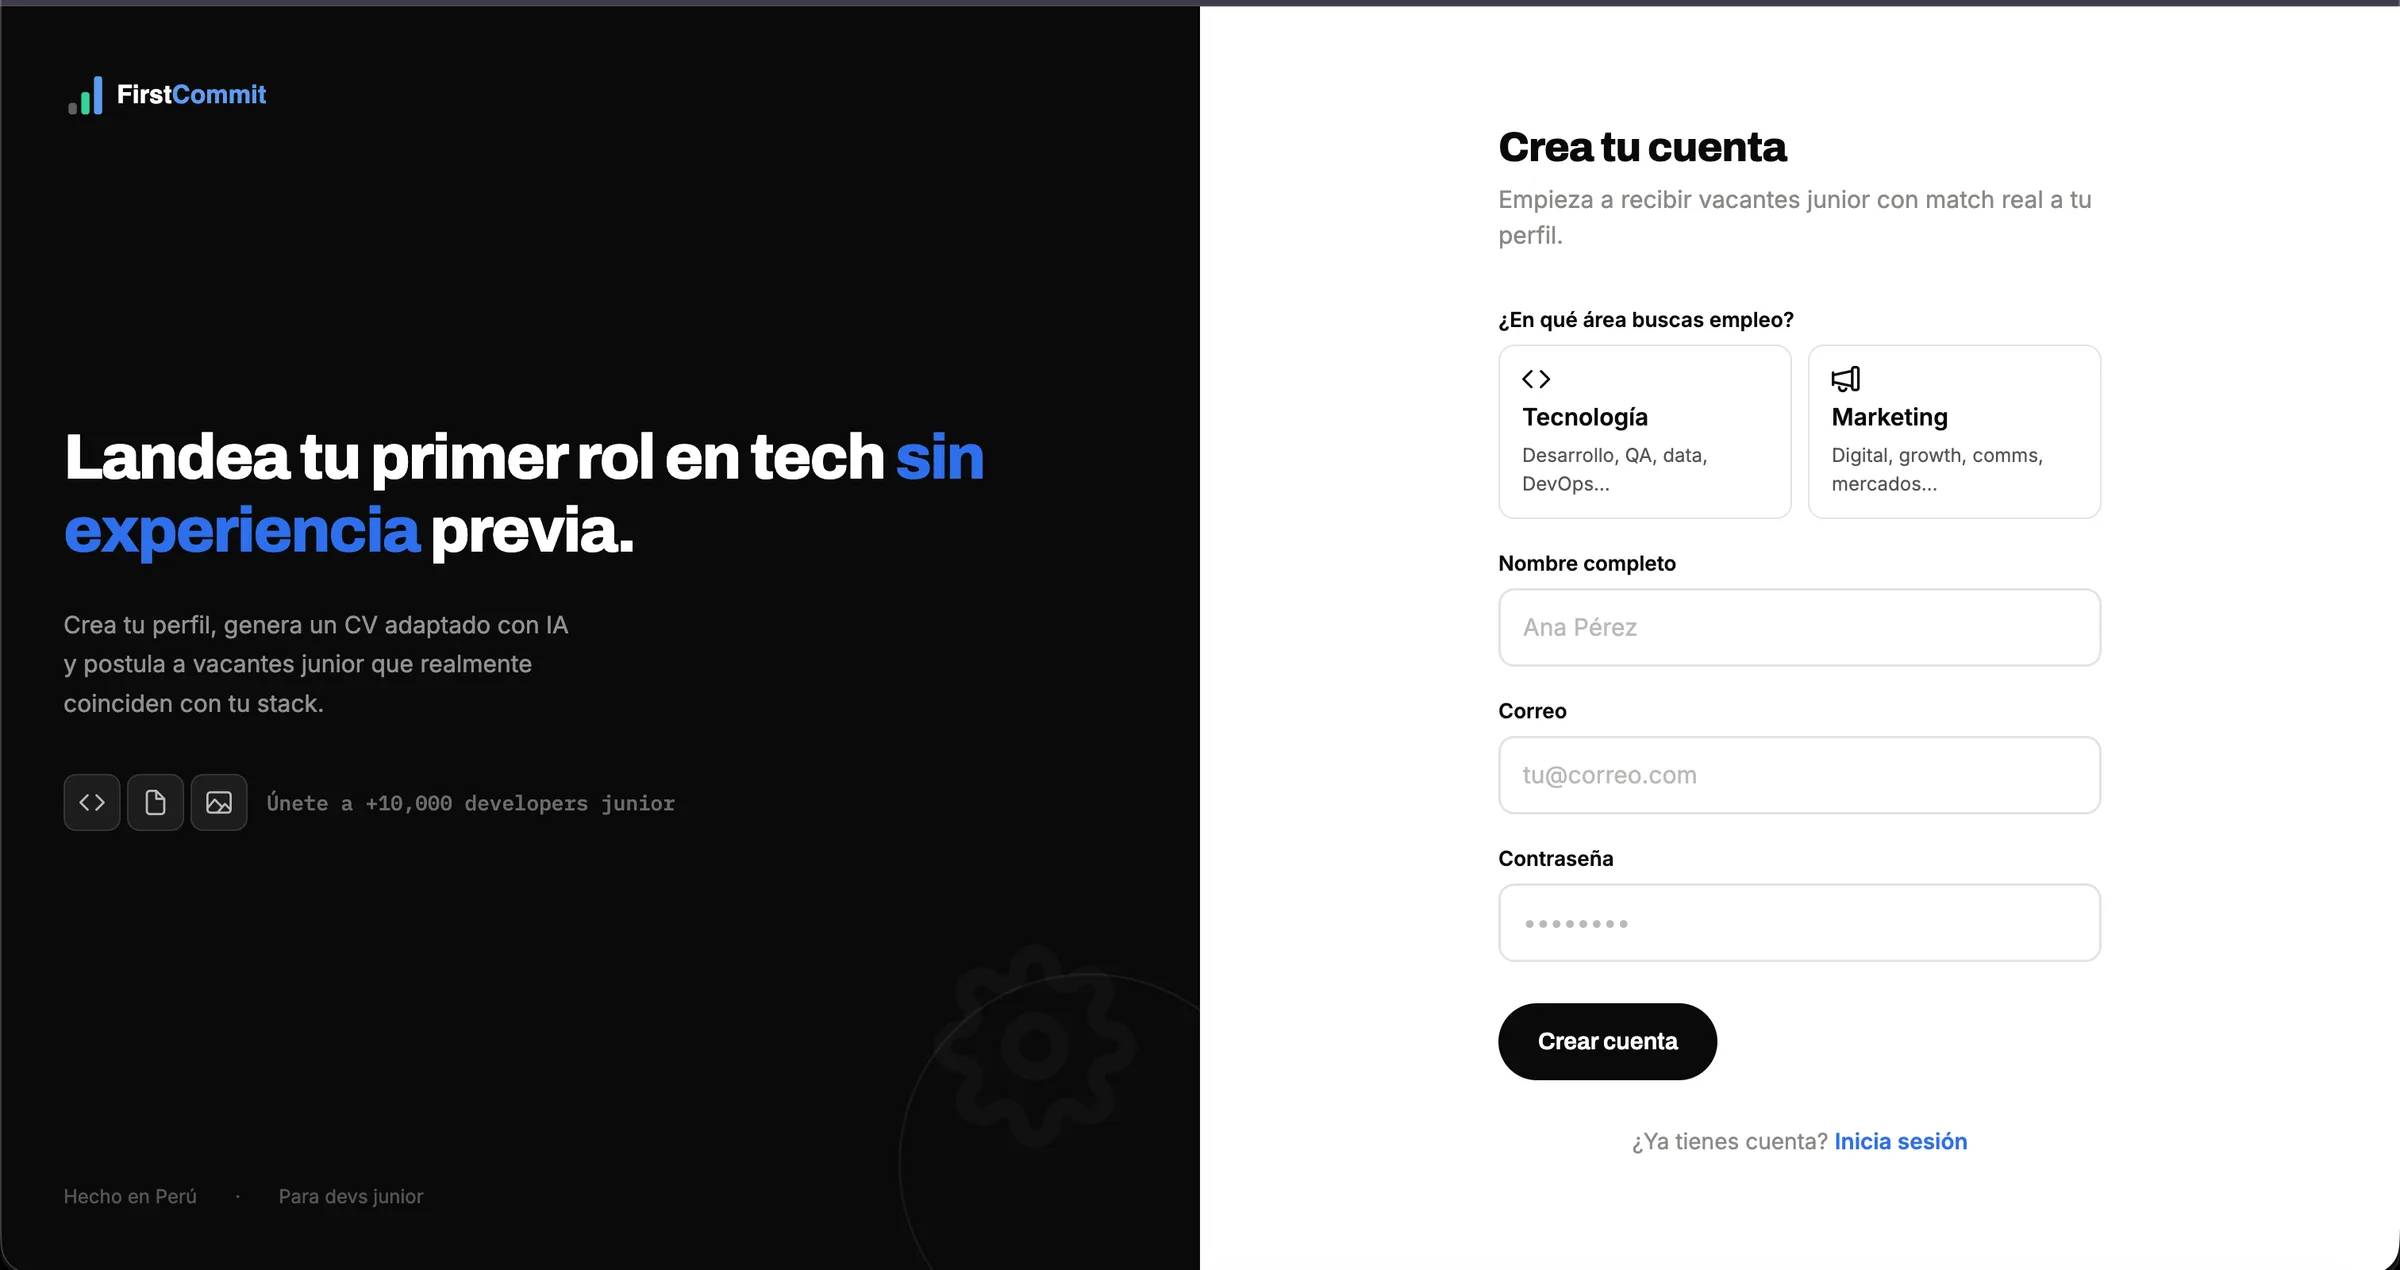 FirstCommit
Landea tu primer rol en tech sin
experiencia previa.
Crea tu perfil, genera un CV adaptado con IA
y postula a vacantes junior que realmente
coinciden con tu stack.
Únete a +10,000 developers junior
Hecho en Perú · Para devs junior
Crea tu cuenta
Empieza a recibir vacantes junior con match real a tu
perfil.
¿En qué área buscas empleo?
Tecnología
Desarrollo, QA, data,
DevOps...
Marketing
Digital, growth, comms,
mercados...
Nombre completo
Ana Pérez
Correo
tu@correo.com
Contraseña
••••••••
Crear cuenta
¿Ya tienes cuenta? Inicia sesión